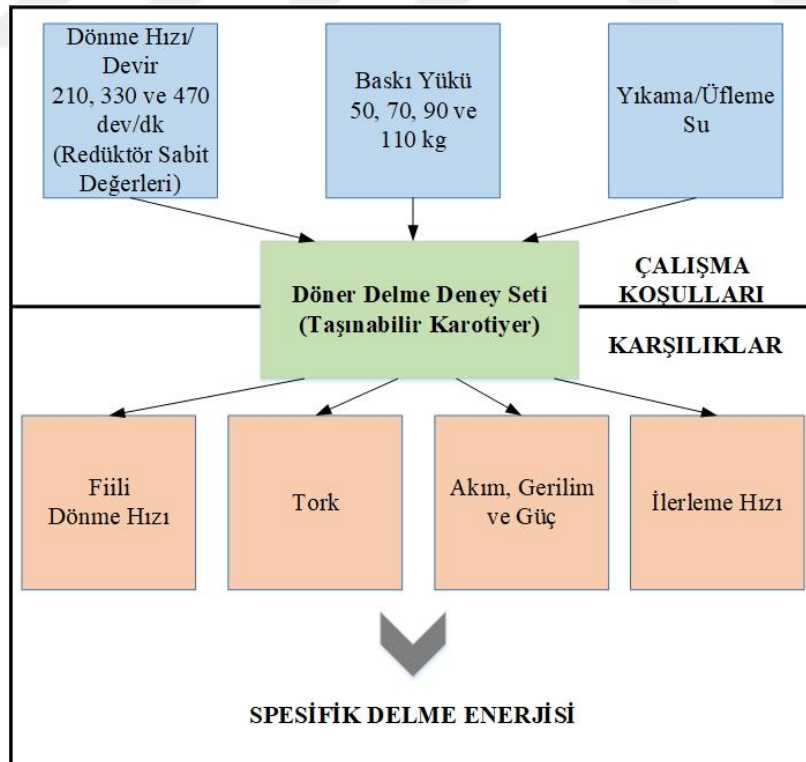 Dönme Hızı/
Devir
210, 330 ve 470
dev/dk
(Redüktör Sabit
Değerleri)
Baskı Yükü
50, 70, 90 ve
110 kg
Yıkama/Üfleme
Su
Döner Delme Deney Seti
(Taşınabilir Karotiyer)
ÇALIŞMA
KOŞULLARI
KARŞILIKLAR
Fiili
Dönme Hızı
Tork
Akım, Gerilim
ve Güç
İlerleme Hızı
SPESİFİK DELME ENERJİSİ